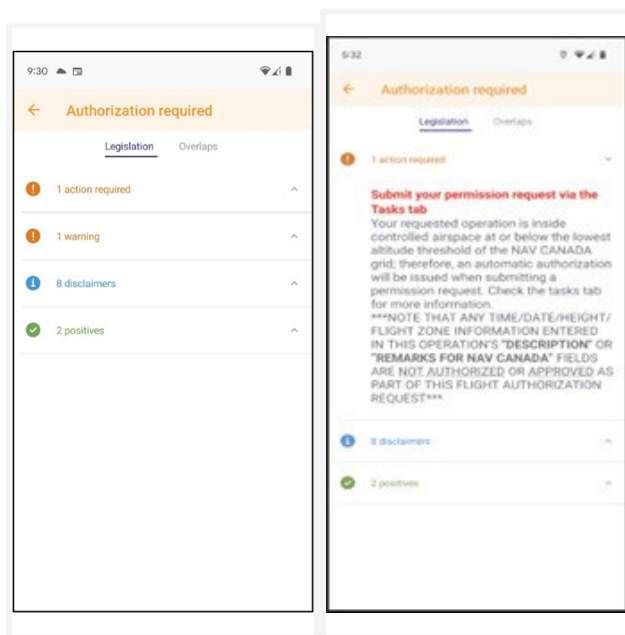 9:30
Authorization required
Legislation Overlaps
1 action required
1 warning
8 disclaimers
2 positives
5:32
Authorization required
Legislation Overlaps
1 action required
Submit your permission request via the
Tasks tab
Your requested operation is inside
controlled airspace at or below the lowest
altitude threshold of the NAV CANADA
grid; therefore, an automatic authorization
will be issued when submitting a
permission request. Check the tasks tab
for more information.
***NOTE THAT ANY TIME/DATE/HEIGHT/
FLIGHT ZONE INFORMATION ENTERED
IN THIS OPERATION'S "DESCRIPTION" OR
"REMARKS FOR NAV CANADA" FIELDS
ARE NOT AUTHORIZED OR APPROVED AS
PART OF THIS FLIGHT AUTHORIZATION
REQUEST***
8 disclaimers
2 positives